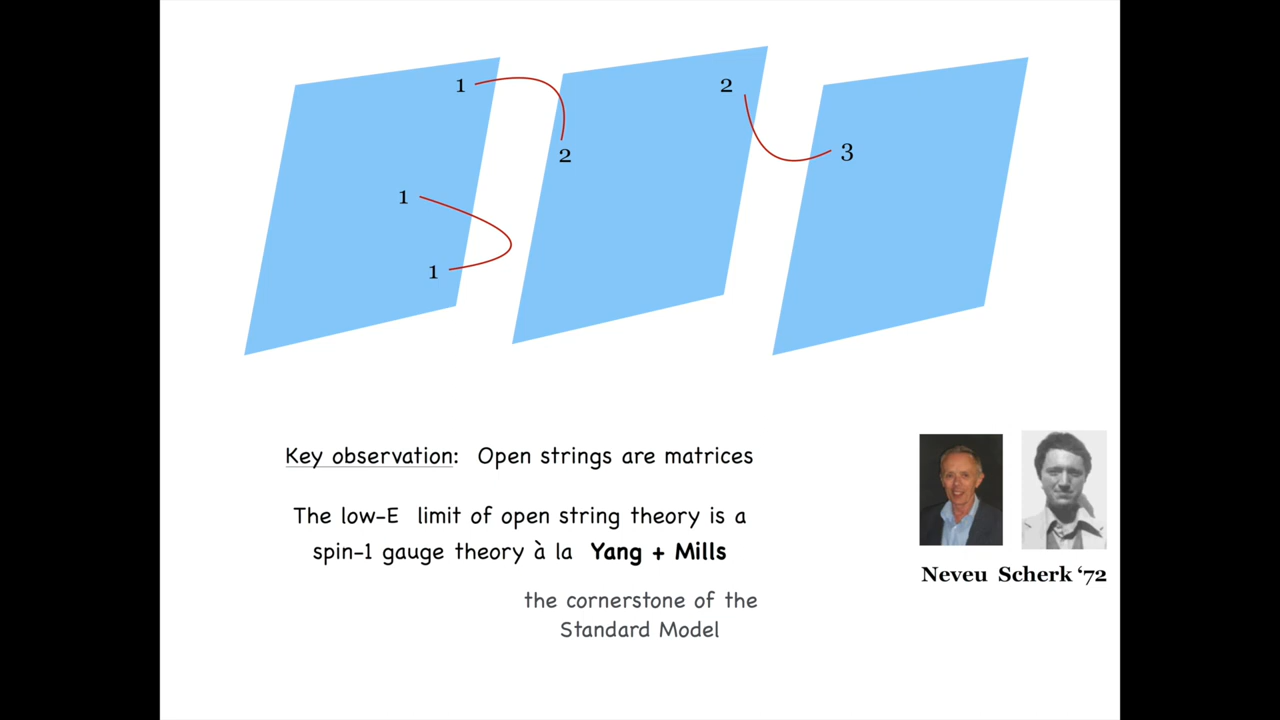 1
2
2
3
1
1
Key observation: Open strings are matrices
The low-E limit of open string theory is a
spin-1 gauge theory à la Yang + Mills
the cornerstone of the
Standard Model
Neveu Scherk ‘72